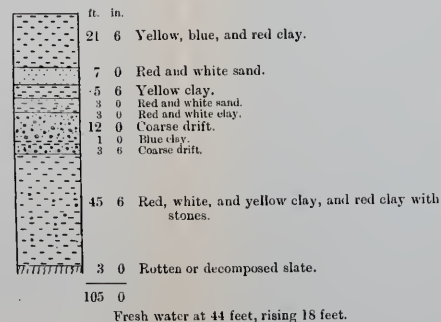 ft. in.
21 6 Yellow, blue, and red clay.
7 0 Red and white sand.
5 6 Yellow clay.
3 0 Red and white sand.
3 0 Red and white clay.
12 0 Coarse drift.
1 0 Blue clay.
3 6 Coarse drift.
45 6 Red, white, and yellow clay, and red clay with
stones.
3 0 Rotten or decomposed slate.
105 0
Fresh water at 44 feet, rising 18 feet.